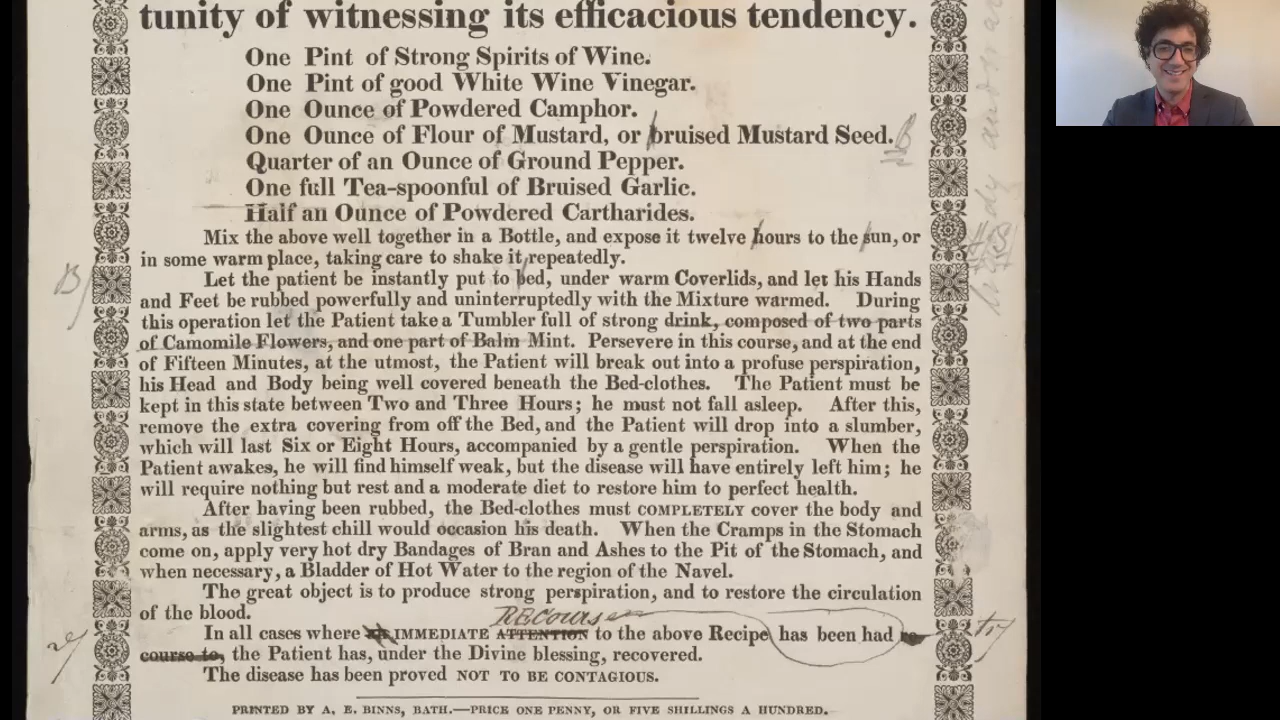 tunity of witnessing its efficacious tendency.
One Pint of Strong Spirits of Wine.
One Pint of good White Wine Vinegar.
One Ounce of Powdered Camphor.
One Ounce of Flour of Mustard, or bruised Mustard Seed.
Quarter of an Ounce of Ground Pepper.
One full Tea-spoonful of Bruised Garlic.
Half an Ounce of Powdered Cartharides.
Mix the above well together in a Bottle, and expose it twelve hours to the sun, or
in some warm place, taking care to shake it repeatedly.
Let the patient be instantly put to bed, under warm Coverlids, and let his Hands
and Feet be rubbed powerfully and uninterruptedly with the Mixture warmed. During
this operation let the Patient take a Tumbler full of strong drink, composed of two parts
of Camomile Flowers, and one part of Balm Mint. Persevere in this course, and at the end
of Fifteen Minutes, at the utmost, the Patient will break out into a profuse perspiration,
his Head and Body being well covered beneath the Bed-clothes. The Patient must be
kept in this state between Two and Three Hours; he must not fall asleep. After this,
remove the extra covering from off the Bed, and the Patient will drop into a slumber,
which will last Six or Eight Hours, accompanied by a gentle perspiration. When the
Patient awakes, he will find himself weak, but the disease will have entirely left him; he
will require nothing but rest and a moderate diet to restore him to perfect health.
After having been rubbed, the Bed-clothes must COMPLETELY cover the body and
arms, as the slightest chill would occasion his death. When the Cramps in the Stomach
come on, apply very hot dry Bandages of Bran and Ashes to the Pit of the Stomach, and
when necessary, a Bladder of Hot Water to the region of the Navel.
The great object is to produce strong perspiration, and to restore the circulation
of the blood.
RECourse
In all cases where IMMEDIATE ATTENTION to the above Recipe has been had re-
course to, the Patient has, under the Divine blessing, recovered.
The disease has been proved NOT TO BE CONTAGIOUS.
PRINTED BY A. E. BINNS, BATH.—PRICE ONE PENNY, OR FIVE SHILLINGS A HUNDRED.
B
B
tr